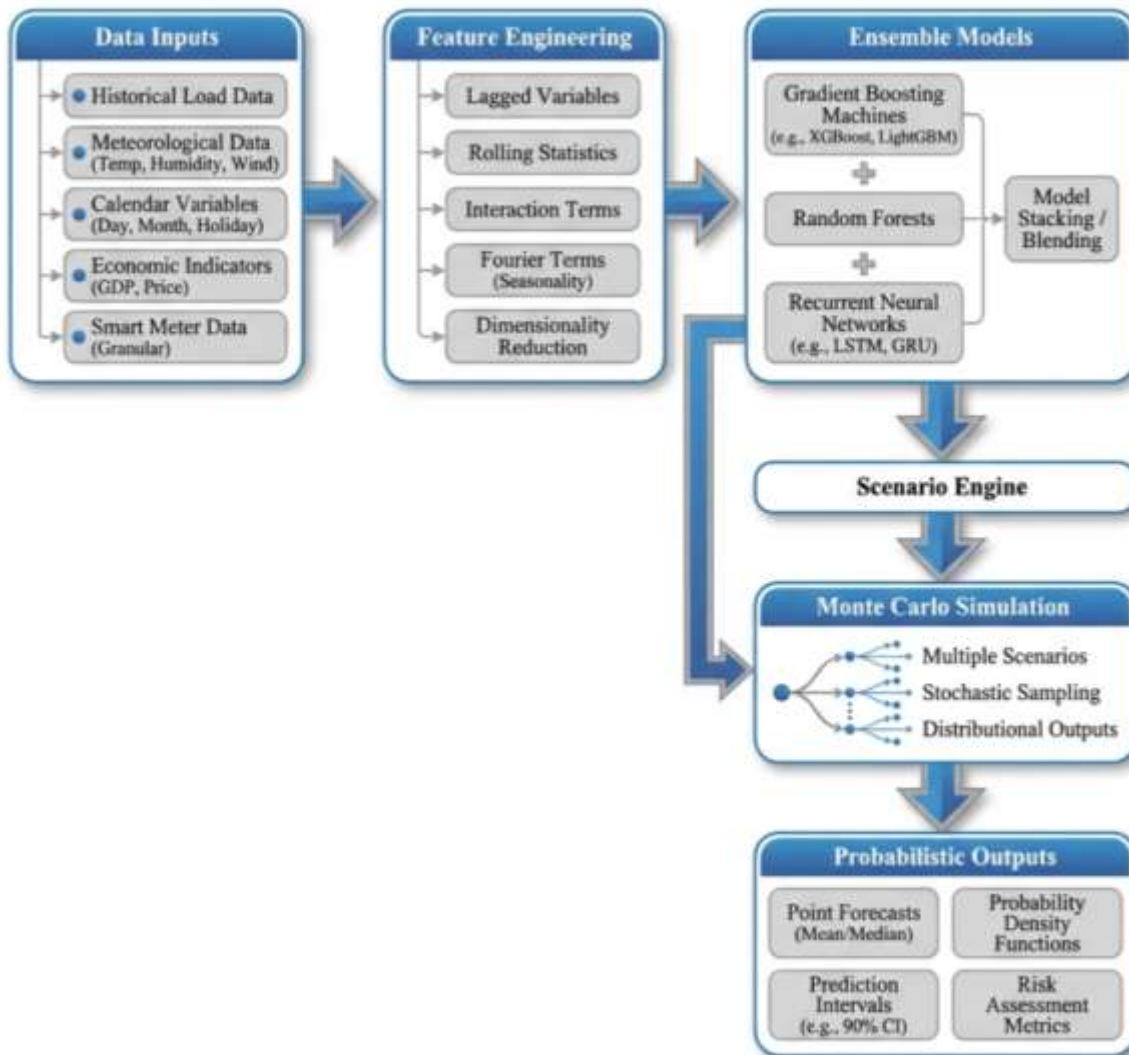 Data Inputs
Historical Load Data
Meteorological Data
(Temp, Humidity, Wind)
Calendar Variables
(Day, Month, Holiday)
Economic Indicators
(GDP, Price)
Smart Meter Data
(Granular)
Feature Engineering
Lagged Variables
Rolling Statistics
Interaction Terms
Fourier Terms
(Seasonality)
Dimensionality
Reduction
Ensemble Models
Gradient Boosting
Machines
(e.g., XGBoost, LightGBM)
Random Forests
Recurrent Neural
Networks
(e.g., LSTM, GRU)
Model
Stacking /
Blending
Scenario Engine
Monte Carlo Simulation
Multiple Scenarios
Stochastic Sampling
Distributional Outputs
Probabilistic Outputs
Point Forecasts
(Mean/Median)
Probability
Density
Functions
Prediction
Intervals
(e.g., 90% CI)
Risk
Assessment
Metrics